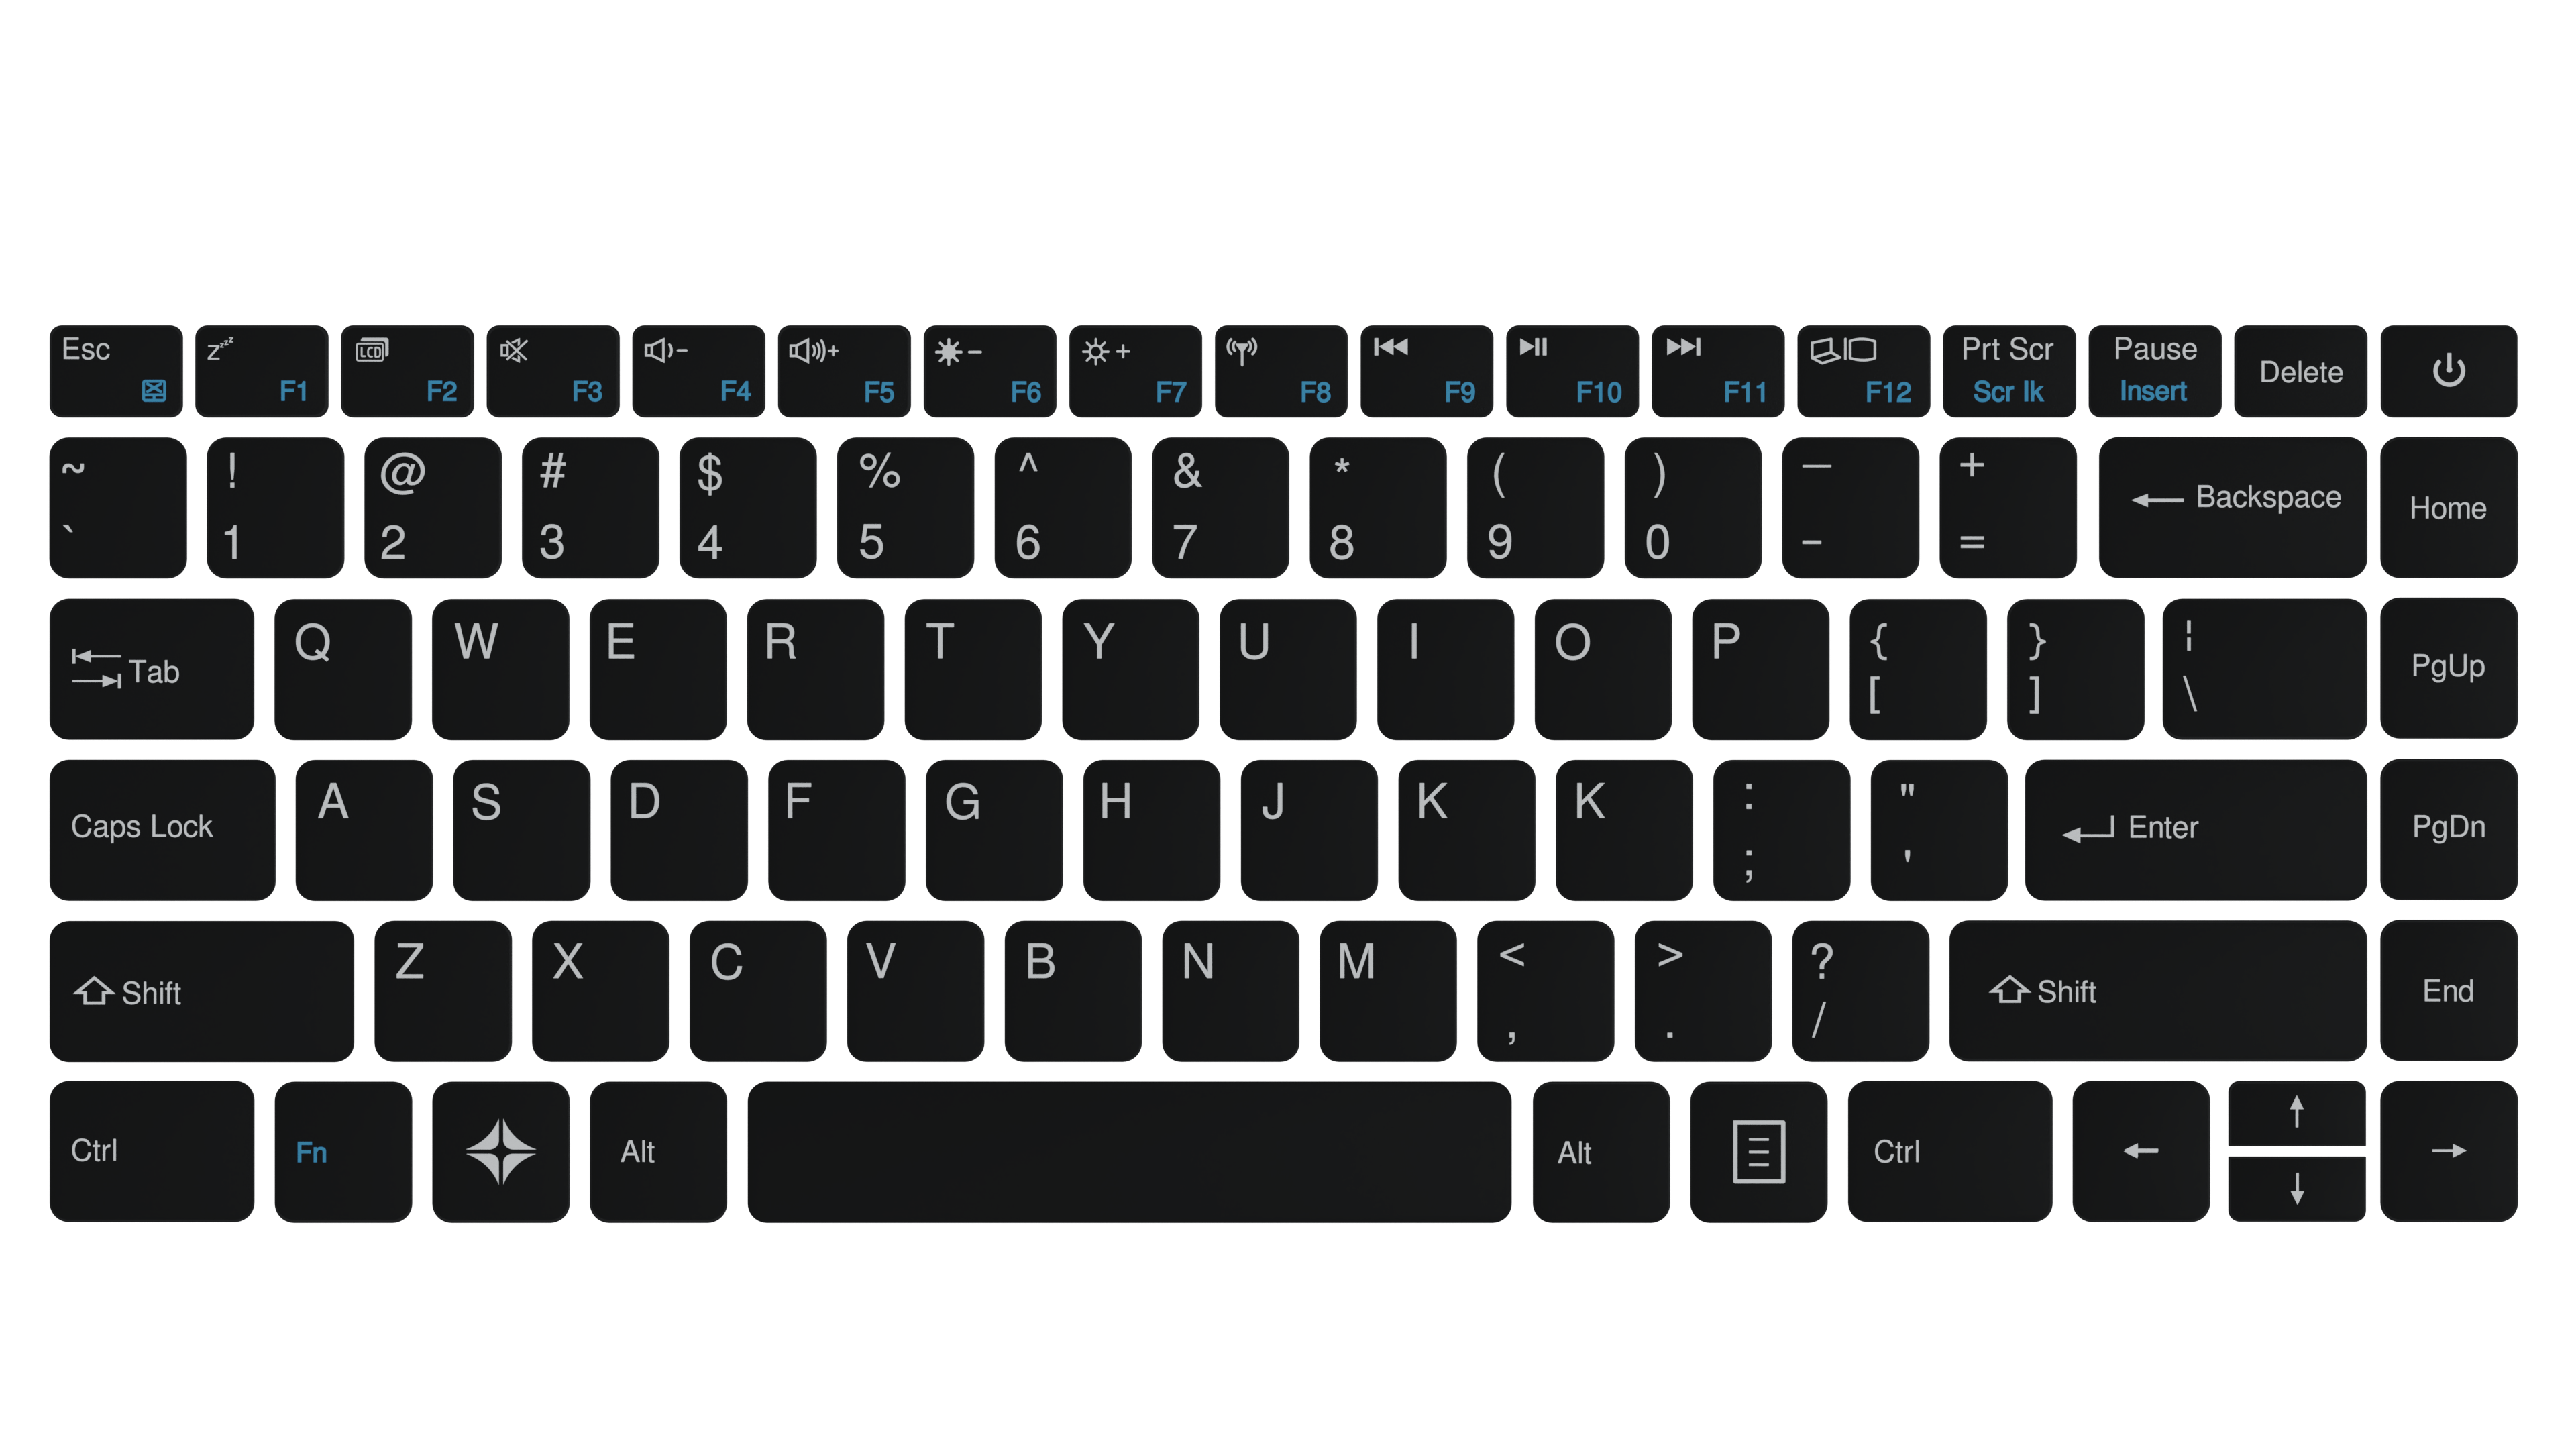 Esc
F1
LCD
F2
F3
- F4
+ F5
- F6
+ F7
F8
F9
F10
F11
F12
Prt Scr
Scr lk
Pause
Insert
Delete
~ ! @ # $ % ^ & * ( ) — +
` 1 2 3 4 5 6 7 8 9 0 - =
← Backspace
Home
Tab
Q W E R T Y U I O P { } ¦
[ ] \
PgUp
Caps Lock
A S D F G H J K K : "
; '
Enter
PgDn
Shift
Z X C V B N M < > ?
, . /
Shift
End
Ctrl
Fn
Alt
Alt
Ctrl
←
↑
↓
→